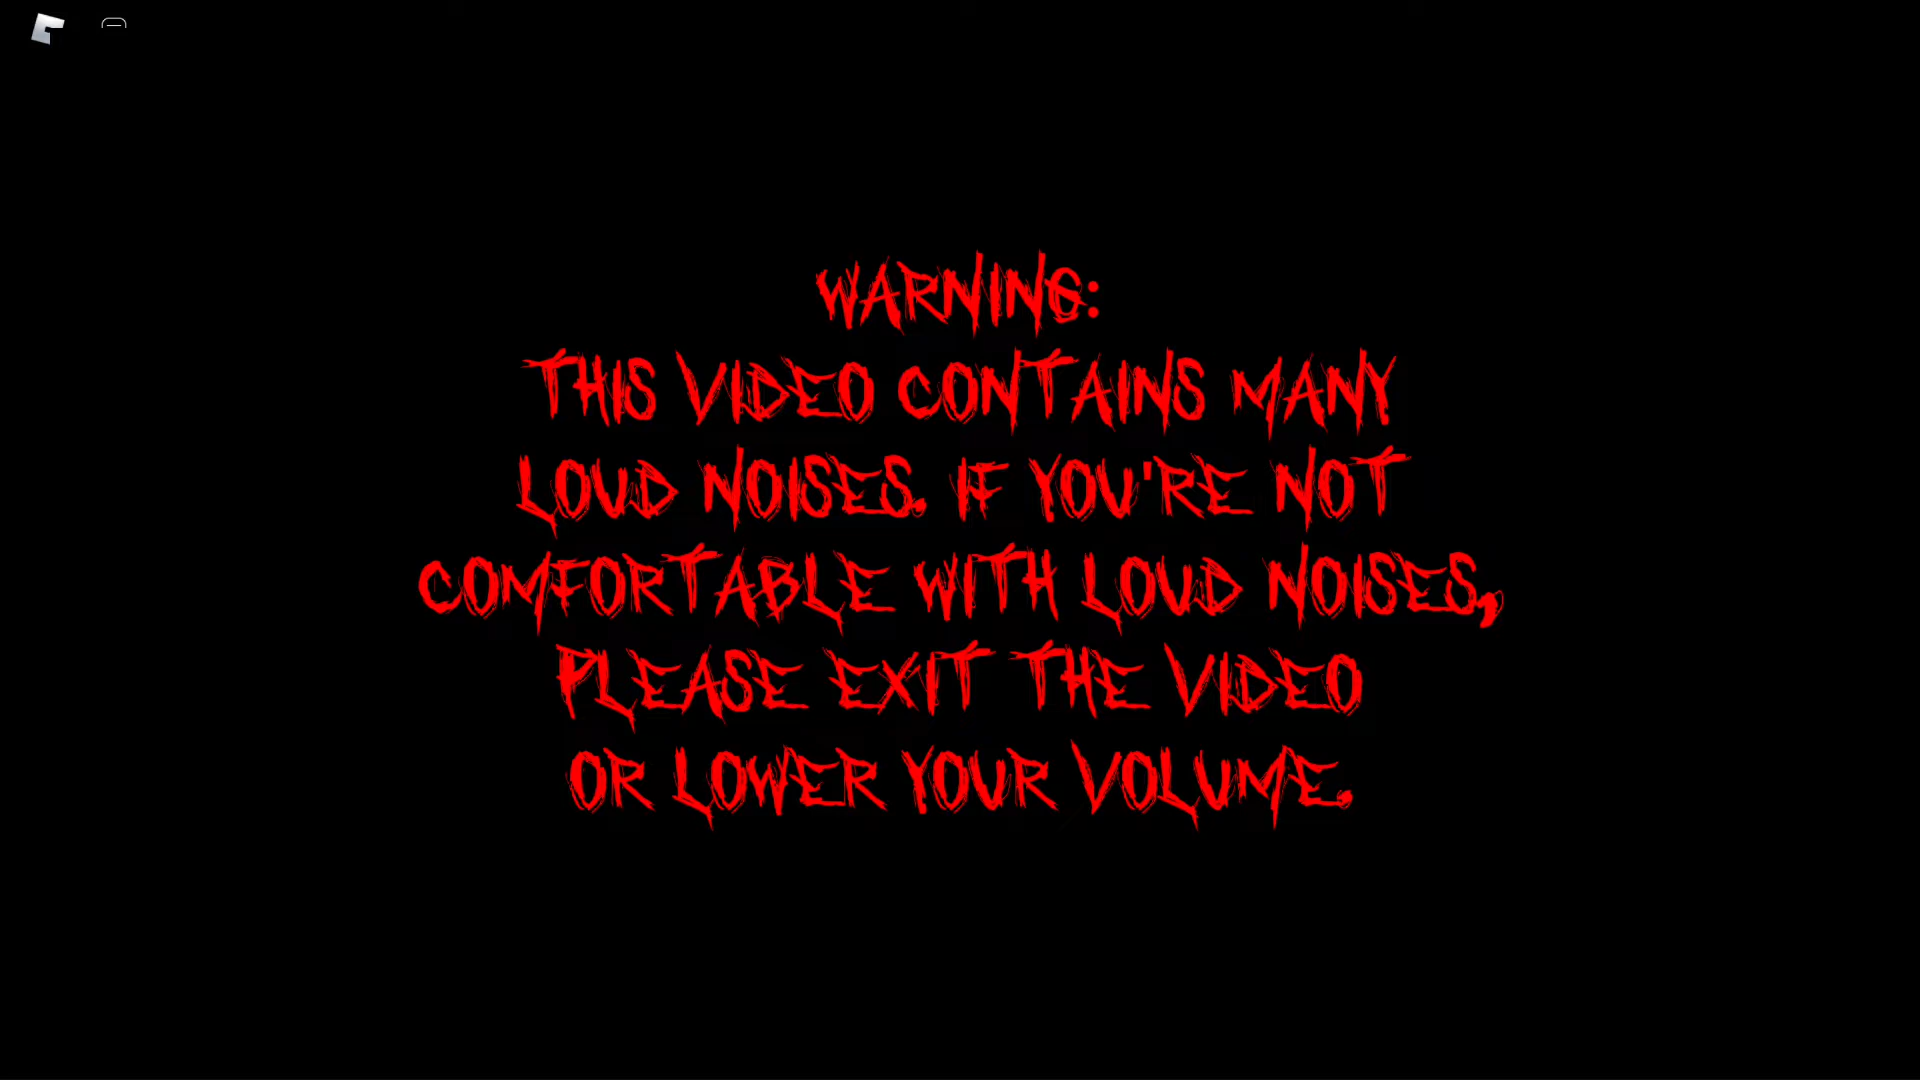 WARNING:
THIS VIDEO CONTAINS MANY
LOUD NOISES. IF YOU'RE NOT
COMFORTABLE WITH LOUD NOISES,
PLEASE EXIT THE VIDEO
OR LOWER YOUR VOLUME.